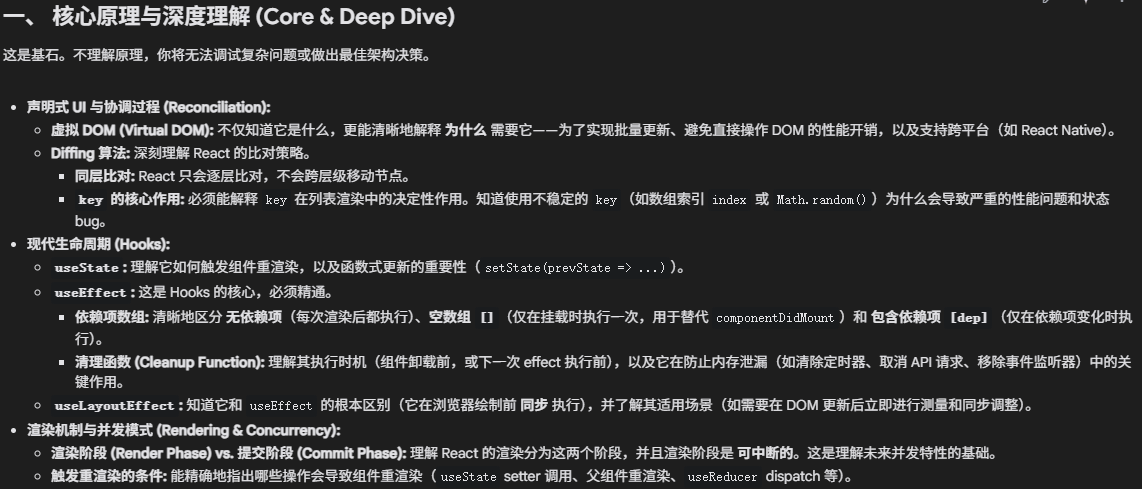 一、 核心原理与深度理解 (Core & Deep Dive)
这是基石。不理解原理，你将无法调试复杂问题或做出最佳架构决策。
• 声明式 UI 与协调过程 (Reconciliation):
◦ 虚拟 DOM (Virtual DOM): 不仅知道它是什么，更能清晰地解释 为什么 需要它——为了实现批量更新、避免直接操作 DOM 的性能开销，以及支持跨平台（如 React Native）。
◦ Diffing 算法: 深刻理解 React 的比对策略。
▪ 同层比对: React 只会逐层比对，不会跨层级移动节点。
▪ key 的核心作用: 必须能解释 key 在列表渲染中的决定性作用。知道使用不稳定的 key（如数组索引 index 或 Math.random()）为什么会导致严重的性能问题和状态
bug。
• 现代生命周期 (Hooks):
◦ useState : 理解它如何触发组件重渲染，以及函数式更新的重要性（ setState(prevState => ...) ）。
◦ useEffect : 这是 Hooks 的核心，必须精通。
▪ 依赖项数组: 清晰地区分 无依赖项（每次渲染后都执行）、空数组 [] （仅在挂载时执行一次，用于替代 componentDidMount ）和 包含依赖项 [dep] （仅在依赖项变化时执
行）。
▪ 清理函数 (Cleanup Function): 理解其执行时机（组件卸载前，或下一次 effect 执行前），以及它在防止内存泄漏（如清除定时器、取消 API 请求、移除事件监听器）中的关
键作用。
◦ useLayoutEffect : 知道它和 useEffect 的根本区别（它在浏览器绘制前 同步 执行），并了解其适用场景（如需要在 DOM 更新后立即进行测量和同步调整）。
• 渲染机制与并发模式 (Rendering & Concurrency):
◦ 渲染阶段 (Render Phase) vs. 提交阶段 (Commit Phase): 理解 React 的渲染分为这两个阶段，并且渲染阶段是 可中断的。这是理解未来并发特性的基础。
◦ 触发重渲染的条件: 能精确地指出哪些操作会导致组件重渲染（ useState setter 调用、父组件重渲染、 useReducer dispatch 等）。